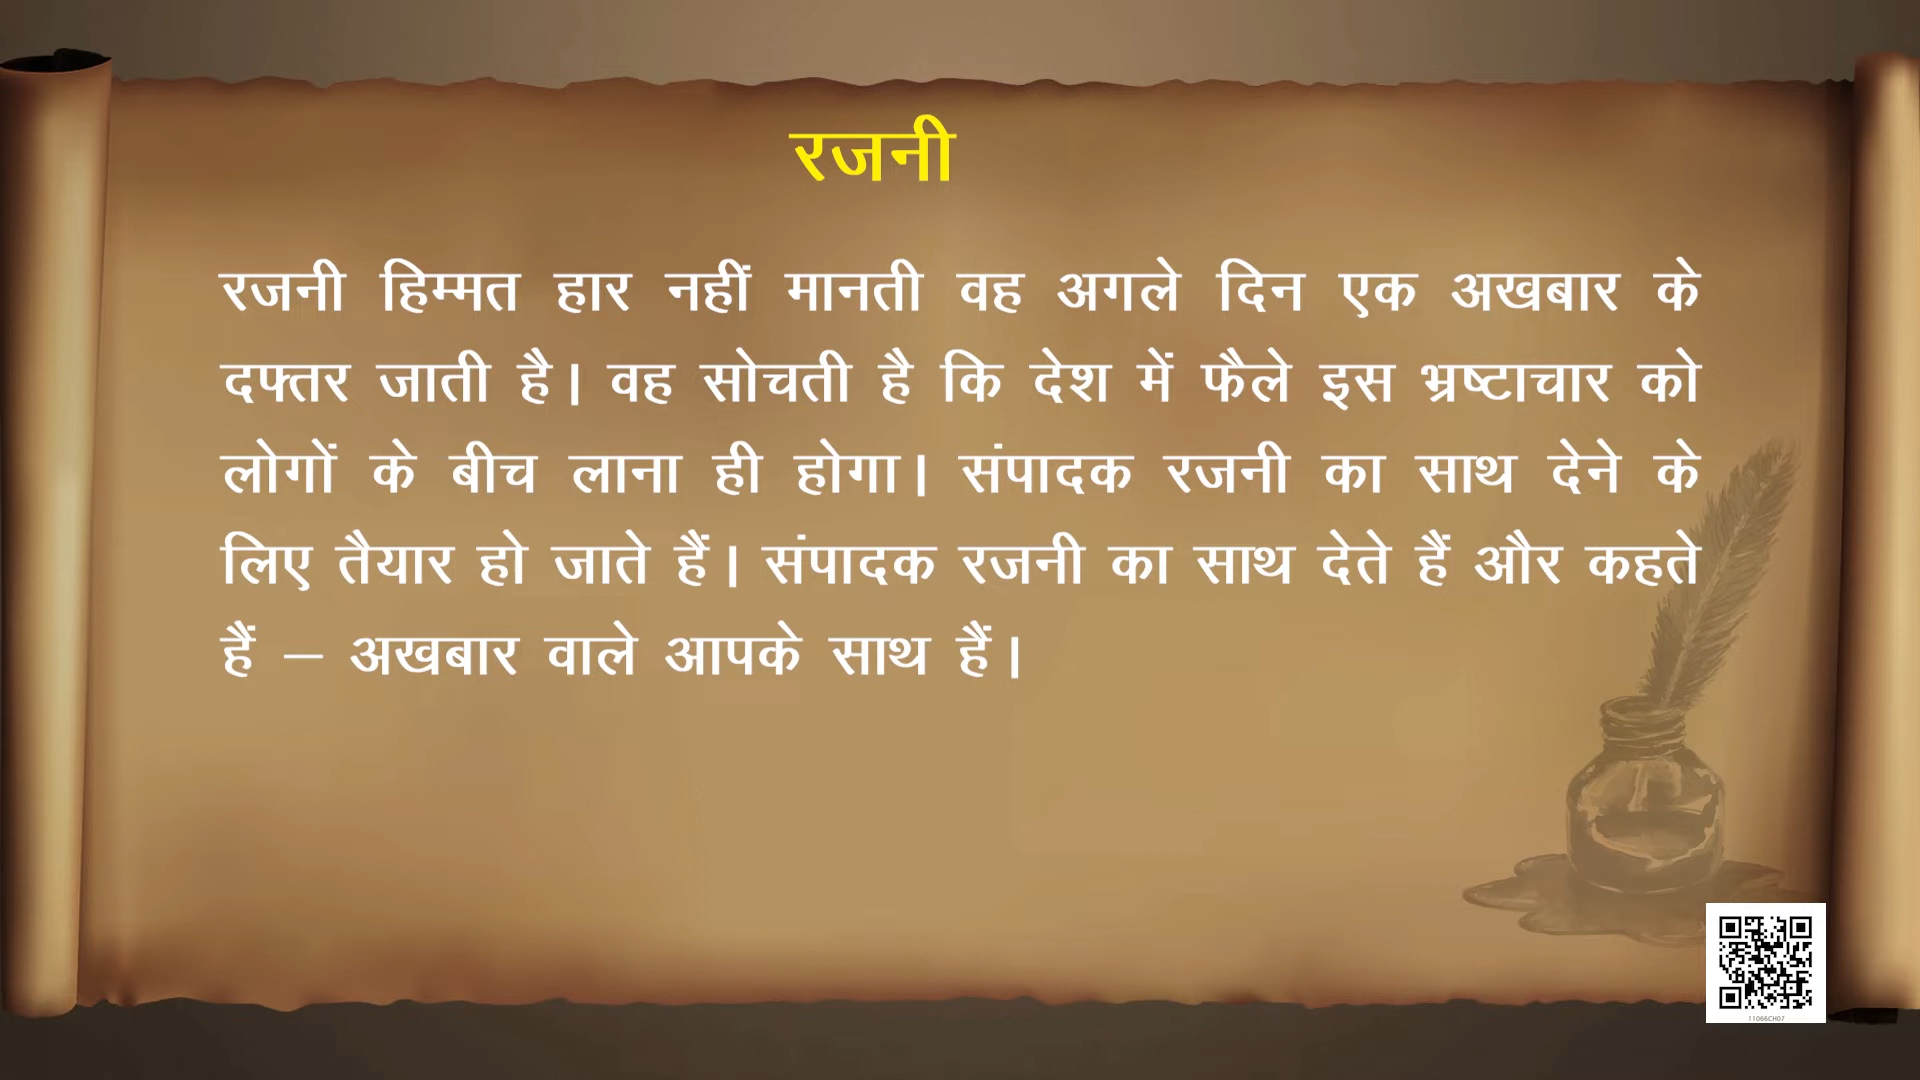 रजनी
रजनी हिम्मत हार नहीं मानती वह अगले दिन एक अखबार के
दफ्तर जाती है। वह सोचती है कि देश में फैले इस भ्रष्टाचार को
लोगों के बीच लाना ही होगा। संपादक रजनी का साथ देने के
लिए तैयार हो जाते हैं। संपादक रजनी का साथ देते हैं और कहते
हैं – अखबार वाले आपके साथ हैं।
11066CH07